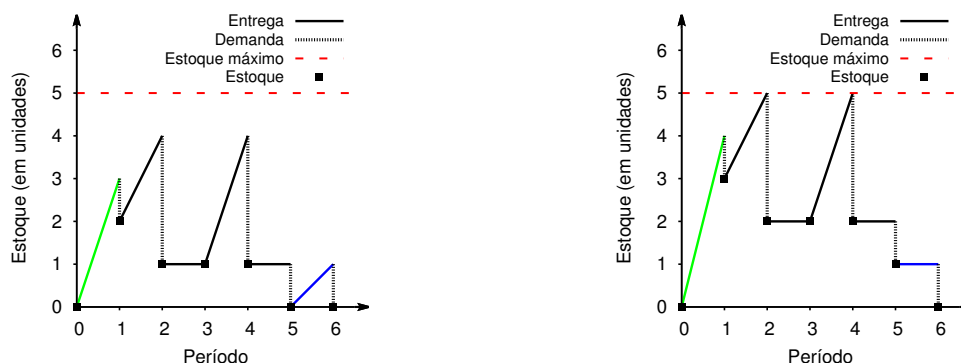 Entrega
Demanda
Estoque máximo
Estoque
Estoque (em unidades)
6
5
4
3
2
1
0
0 1 2 3 4 5 6
Período
Entrega
Demanda
Estoque máximo
Estoque
Estoque (em unidades)
6
5
4
3
2
1
0
0 1 2 3 4 5 6
Período